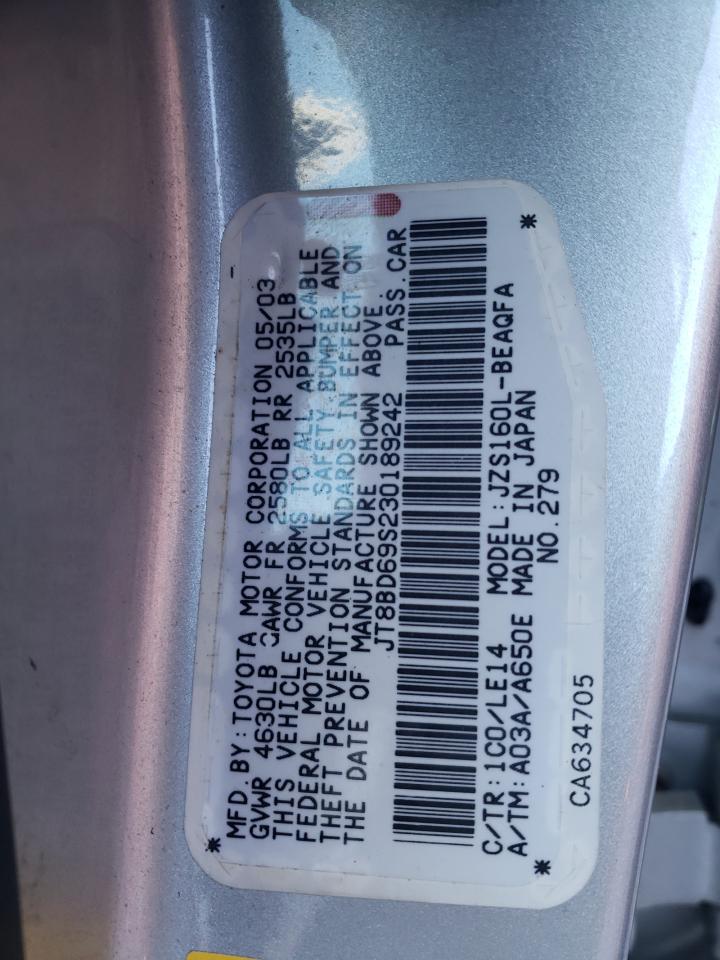 MFD. BY: TOYOTA MOTOR CORPORATION 05/03
GVWR 4630LB GAWR FR 2580LB RR 2535LB
THIS VEHICLE CONFORMS TO ALL APPLICABLE
FEDERAL MOTOR VEHICLE SAFETY BUMPER AND
THEFT PREVENTION STANDARDS IN EFFECT ON
THE DATE OF MANUFACTURE SHOWN ABOVE.
JT8BD69S230189242 PASS.CAR
C/TR: 1C0/LE14 MODEL: JZS160L-BEAQFA
A/TM: A03A/A650E MADE IN JAPAN
NO.279
CA634705